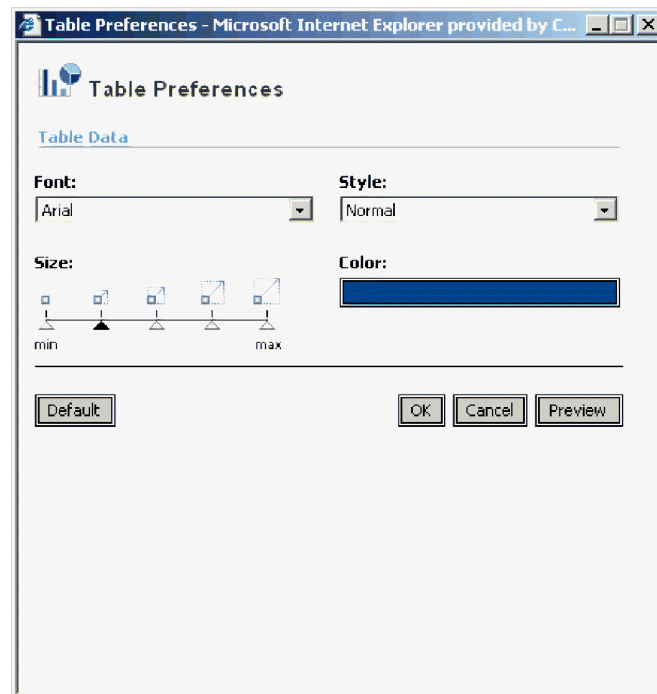 Table Preferences - Microsoft Internet Explorer provided by C...
Table Preferences
Table Data
Font:
Style:
Arial
Normal
Size:
Color:
min
max
Default
OK
Cancel
Preview